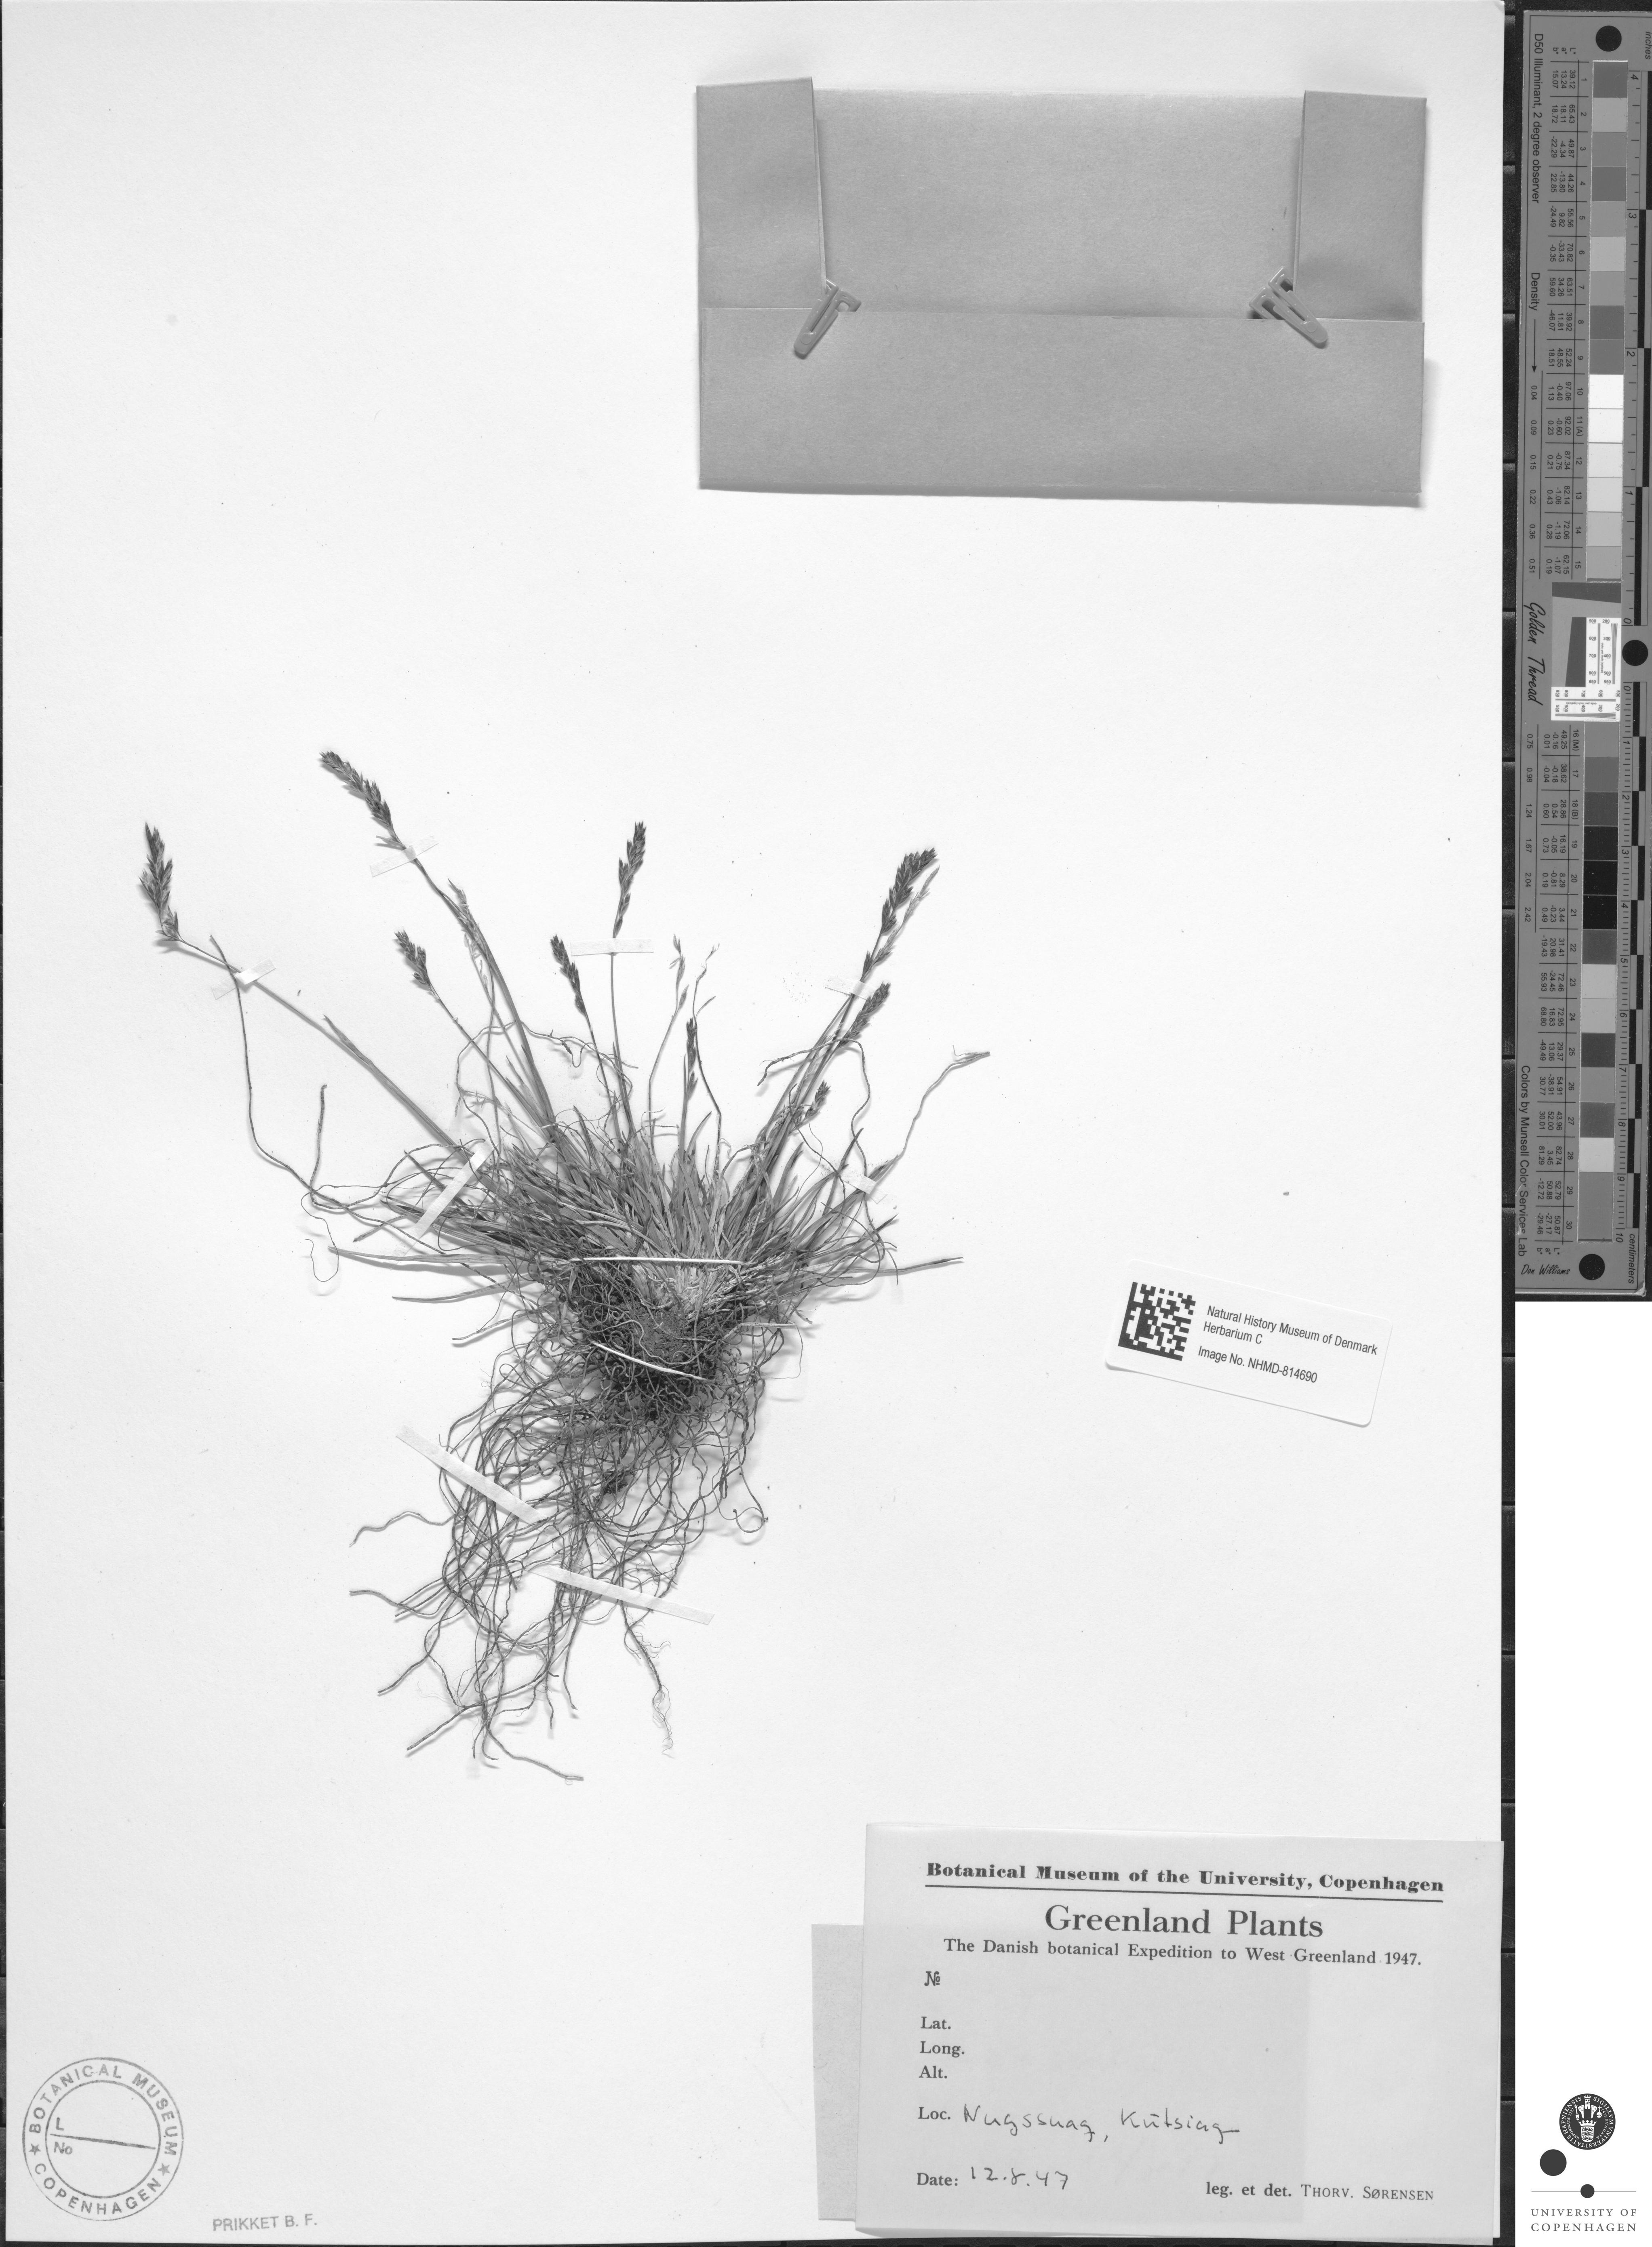 Natural History Museum of Denmark
Herbarium C
Image No. NHMD-814690
Botanical Museum of the University, Copenhagen
Greenland Plants
The Danish botanical Expedition to West Greenland 1947.
№
Lat.
Long.
Alt.
Loc. Nugssuaq, Kûtsiaq
Date: 12.8.47
leg. et det. THORV. SØRENSEN
BOTANICAL MUSEUM
L
No
COPENHAGEN
PRIKKET B. F.
D50 Illuminant, 2 degree observer
Density
Golden Thread
Colors by Munsell Color Services Lab
Don Williams
inches
centimeters
UNIVERSITY OF
COPENHAGEN